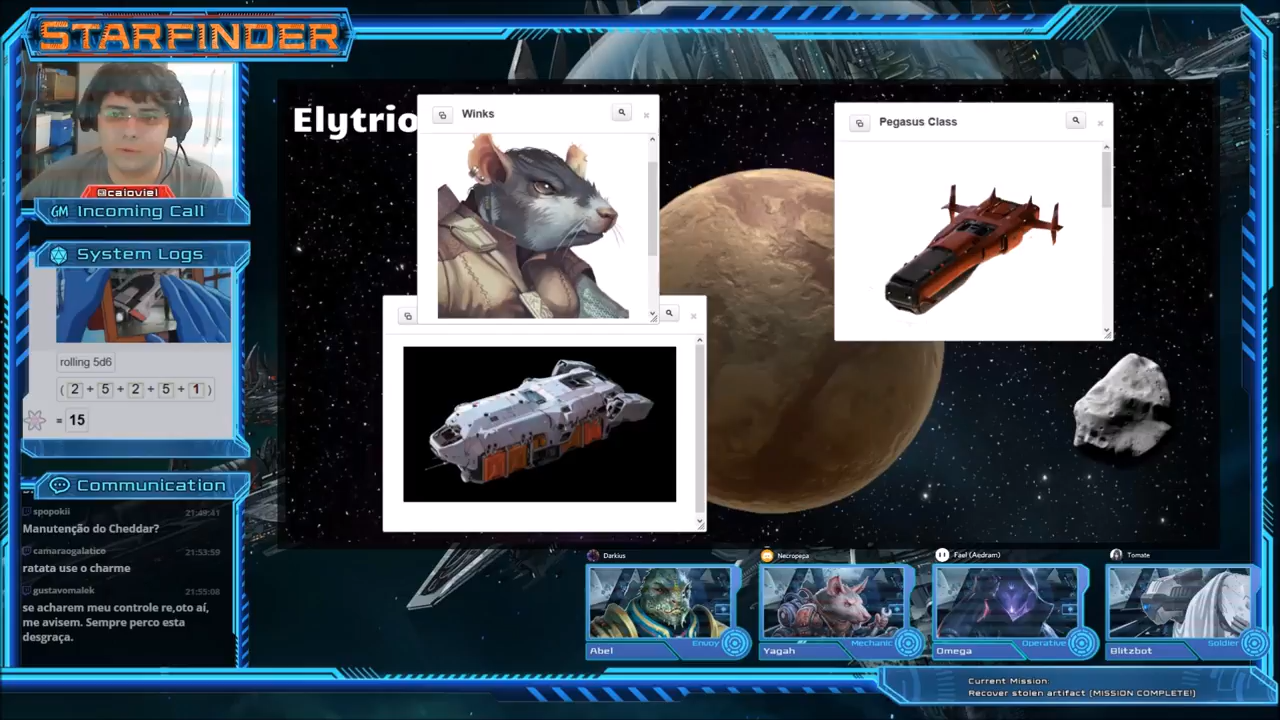 STARFINDER
@caioviel
GM Incoming Call
System Logs
rolling 5d6
( 2 + 5 + 2 + 5 + 1 )
= 15
Communication
spopokii 21:49:41
Manutenção do Cheddar?
camaraogalatico 21:53:59
ratata use o charme
gustavomalek 21:55:08
se acharem meu controle re,oto aí,
me avisem. Sempre perco esta
desgraça.
Elytrio
Winks
Pegasus Class
Darkius
Envoy
Abel
Necropepa
Mechanic
Yagah
Fael (Aedram)
Operative
Omega
Tomate
Soldier
Blitzbot
Current Mission:
Recover stolen artifact (MISSION COMPLETE!)